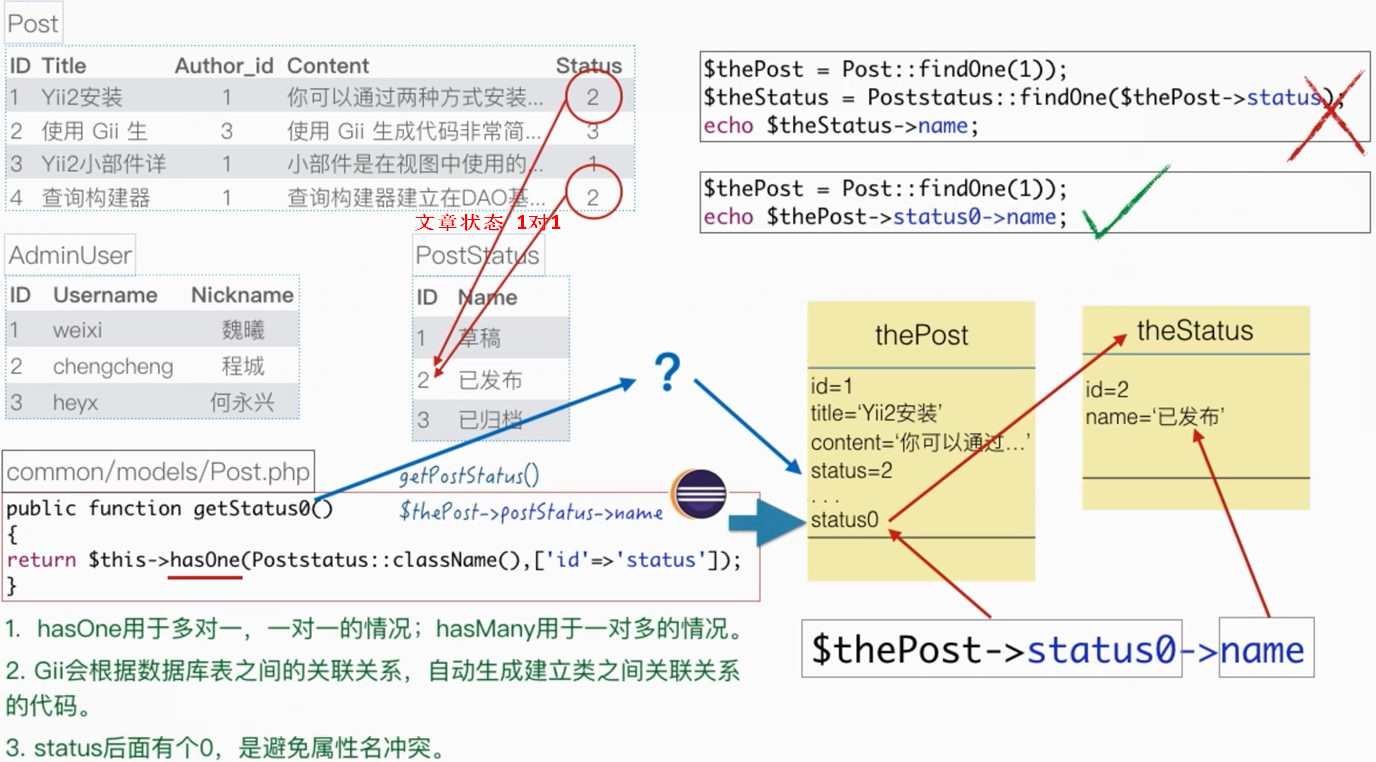 Post
ID Title Author_id Content Status
1 Yii2安装 1 你可以通过两种方式安装... 2
2 使用 Gii 生 3 使用 Gii 生成代码非常简... 3
3 Yii2小部件详 1 小部件是在视图中使用的... 1
4 查询构建器 1 查询构建器建立在DAO基... 2
文章状态 1对1
$thePost = Post::findOne(1));
$theStatus = Poststatus::findOne($thePost->status);
echo $theStatus->name;
$thePost = Post::findOne(1));
echo $thePost->status0->name;
AdminUser
ID Username Nickname
1 weixi 魏曦
2 chengcheng 程城
3 heyx 何永兴
PostStatus
ID Name
1 草稿
2 已发布
3 已归档
?
thePost
id=1
title=‘Yii2安装’
content=‘你可以通过...’
status=2
. . .
status0
theStatus
id=2
name=‘已发布’
common/models/Post.php
public function getStatus0()
{
return $this->hasOne(Poststatus::className(),['id'=>'status']);
}
getPostStatus()
$thePost->postStatus->name
$thePost->status0->name
1. hasOne用于多对一，一对一的情况；hasMany用于一对多的情况。
2. Gii会根据数据库表之间的关联关系，自动生成建立类之间关联关系
的代码。
3. status后面有个0，是避免属性名冲突。